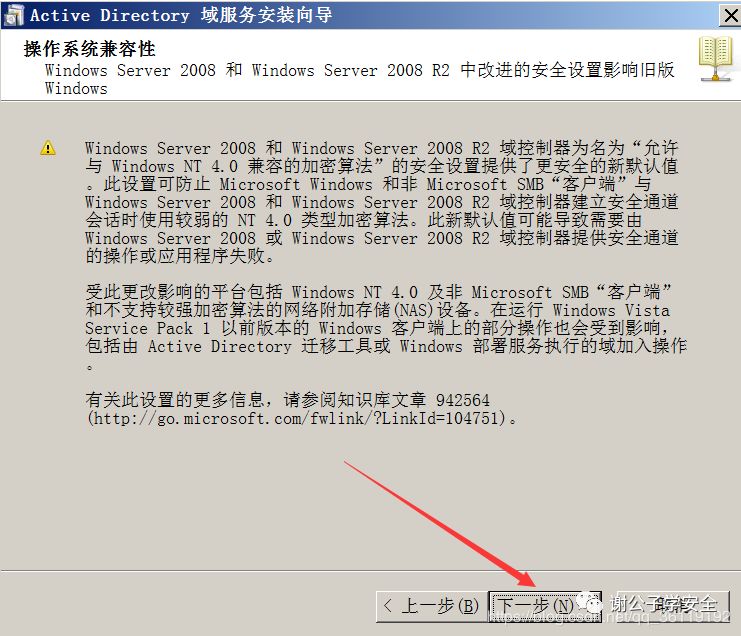 Active Directory 域服务安装向导
操作系统兼容性
Windows Server 2008 和 Windows Server 2008 R2 中改进的安全设置影响旧版
Windows
Windows Server 2008 和 Windows Server 2008 R2 域控制器为名为“允许
与 Windows NT 4.0 兼容的加密算法”的安全设置提供了更安全的新默认值
。此设置可防止 Microsoft Windows 和非 Microsoft SMB“客户端”与
Windows Server 2008 和 Windows Server 2008 R2 域控制器建立安全通道
会话时使用较弱的 NT 4.0 类型加密算法。此新默认值可能导致需要由
Windows Server 2008 或 Windows Server 2008 R2 域控制器提供安全通道
的操作或应用程序失败。
受此更改影响的平台包括 Windows NT 4.0 及非 Microsoft SMB“客户端”
和不支持较强加密算法的网络附加存储(NAS)设备。在运行 Windows Vista
Service Pack 1 以前版本的 Windows 客户端上的部分操作也会受到影响，
包括由 Active Directory 迁移工具或 Windows 部署服务执行的域加入操作
。
有关此设置的更多信息，请参阅知识库文章 942564
(http://go.microsoft.com/fwlink/?LinkId=104751)。
< 上一步(B) 下一步(N)
谢公子学安全
https://blog.csdn.net/qq_36119192